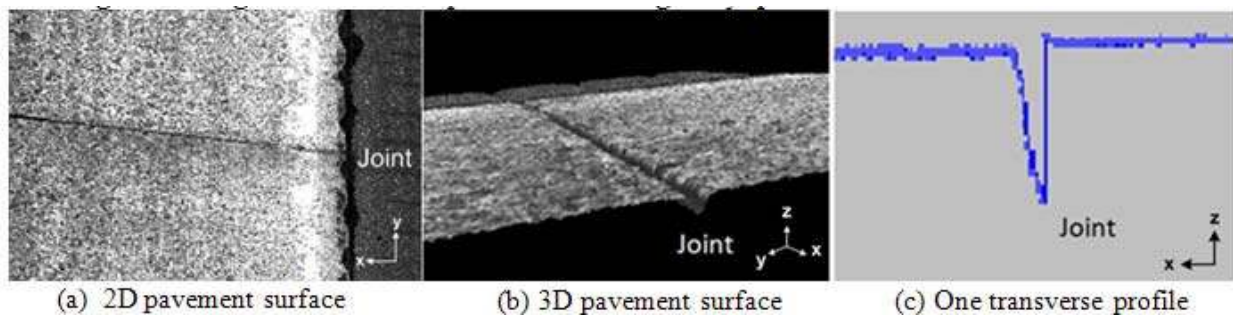 Joint
y
x
Joint
z
y
x
Joint
z
x
(a) 2D pavement surface
(b) 3D pavement surface
(c) One transverse profile